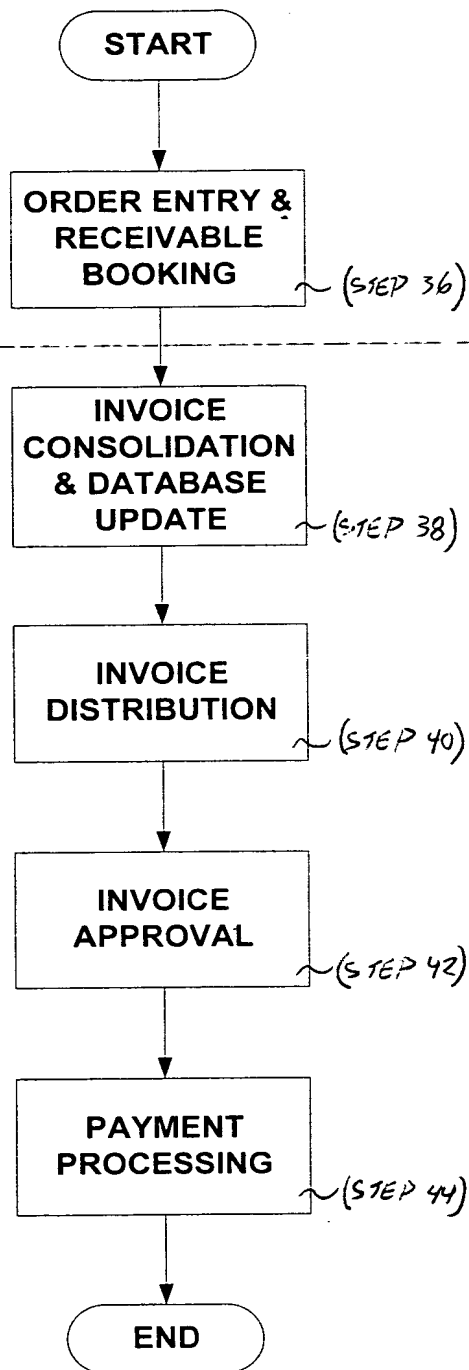 START
ORDER ENTRY &
RECEIVABLE
BOOKING
(STEP 36)
INVOICE
CONSOLIDATION
& DATABASE
UPDATE
(STEP 38)
INVOICE
DISTRIBUTION
(STEP 40)
INVOICE
APPROVAL
(STEP 42)
PAYMENT
PROCESSING
(STEP 44)
END